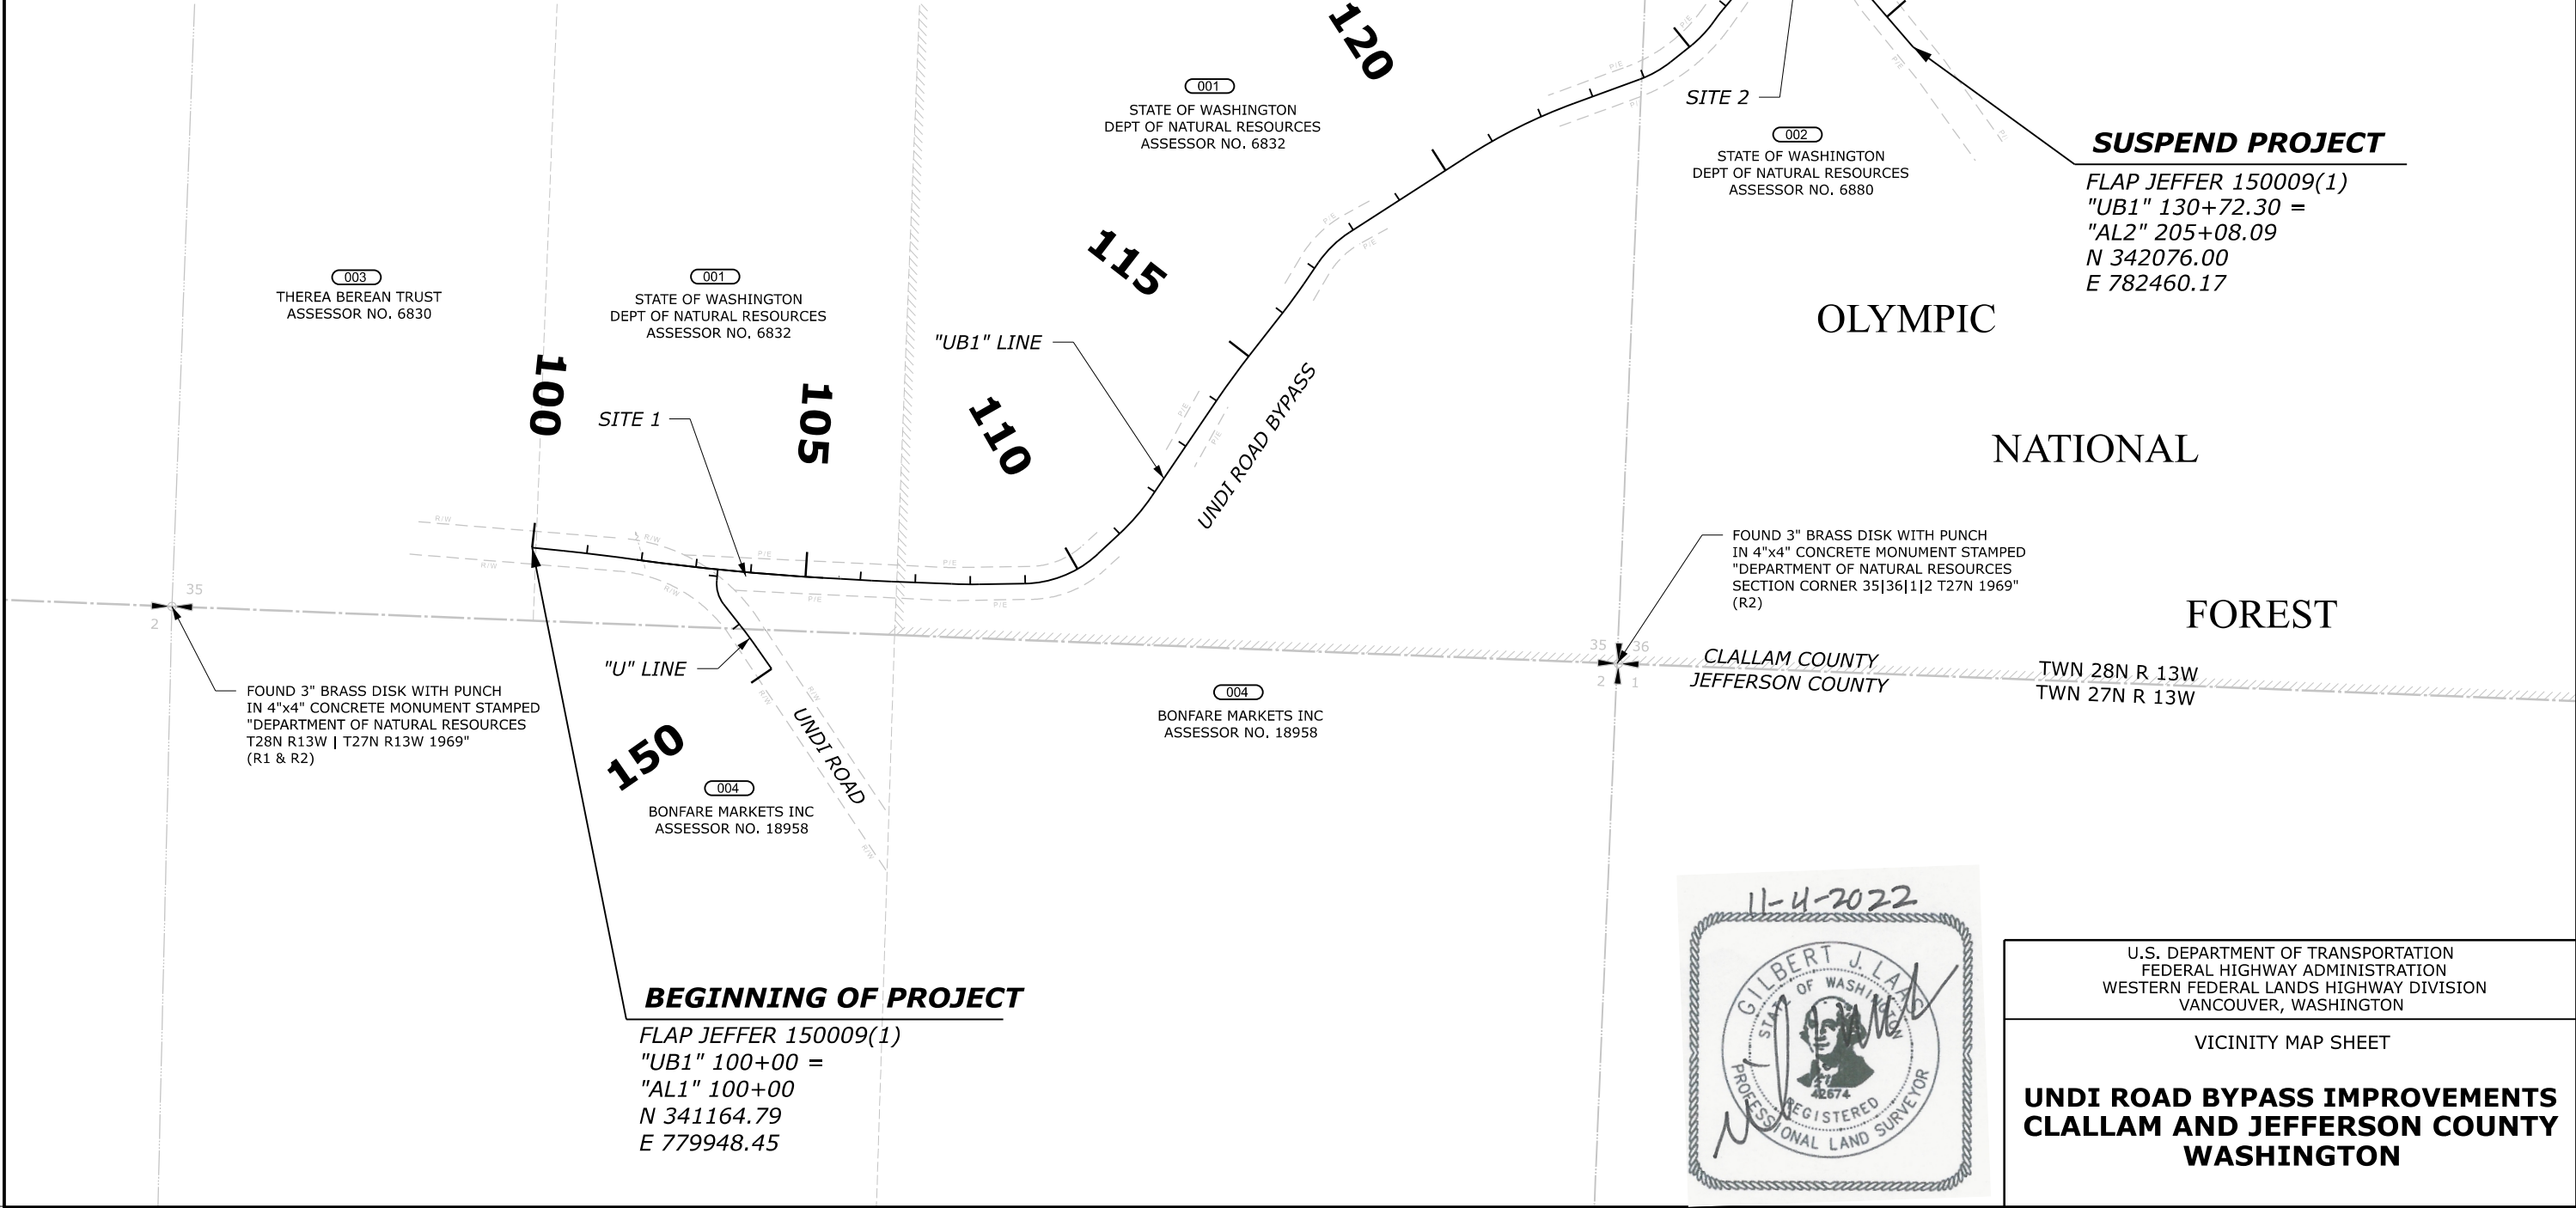 120
001
STATE OF WASHINGTON
DEPT OF NATURAL RESOURCES
ASSESSOR NO. 6832
P/E
P/E
P/E
SITE 2
002
STATE OF WASHINGTON
DEPT OF NATURAL RESOURCES
ASSESSOR NO. 6880
P/E
SUSPEND PROJECT
FLAP JEFFER 150009(1)
"UB1" 130+72.30 =
"AL2" 205+08.09
N 342076.00
E 782460.17
003
THEREA BEREAN TRUST
ASSESSOR NO. 6830
001
STATE OF WASHINGTON
DEPT OF NATURAL RESOURCES
ASSESSOR NO. 6832
115
P/E
P/E
"UB1" LINE
OLYMPIC
NATIONAL
FOREST
100
SITE 1
105
110
P/E
P/E
UNDI ROAD BYPASS
R/W
R/W
R/W
R/W
P/E
P/E
P/E
P/E
FOUND 3" BRASS DISK WITH PUNCH
IN 4"x4" CONCRETE MONUMENT STAMPED
"DEPARTMENT OF NATURAL RESOURCES
SECTION CORNER 35|36|1|2 T27N 1969"
(R2)
35
2
35
36
2
1
CLALLAM COUNTY
JEFFERSON COUNTY
TWN 28N R 13W
TWN 27N R 13W
"U" LINE
R/W
R/W
R/W
FOUND 3" BRASS DISK WITH PUNCH
IN 4"x4" CONCRETE MONUMENT STAMPED
"DEPARTMENT OF NATURAL RESOURCES
T28N R13W | T27N R13W 1969"
(R1 & R2)
150
UNDI ROAD
004
BONFARE MARKETS INC
ASSESSOR NO. 18958
004
BONFARE MARKETS INC
ASSESSOR NO. 18958
BEGINNING OF PROJECT
FLAP JEFFER 150009(1)
"UB1" 100+00 =
"AL1" 100+00
N 341164.79
E 779948.45
11-4-2022
GILBERT J. LAAS
STATE OF WASHINGTON
42674
REGISTERED
PROFESSIONAL LAND SURVEYOR
U.S. DEPARTMENT OF TRANSPORTATION
FEDERAL HIGHWAY ADMINISTRATION
WESTERN FEDERAL LANDS HIGHWAY DIVISION
VANCOUVER, WASHINGTON
VICINITY MAP SHEET
UNDI ROAD BYPASS IMPROVEMENTS
CLALLAM AND JEFFERSON COUNTY
WASHINGTON